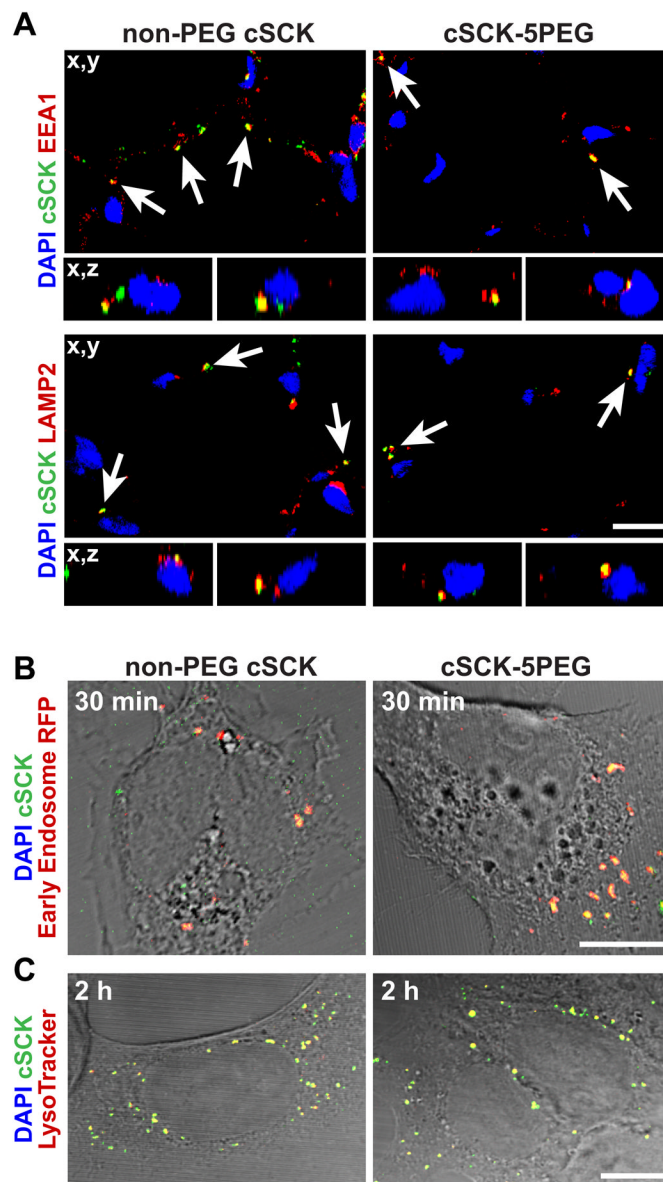 A
non-PEG cSCK
cSCK-5PEG
DAPI cSCK EEA1
x,y
x,z
DAPI cSCK LAMP2
x,y
x,z
B
non-PEG cSCK
cSCK-5PEG
DAPI cSCK
Early Endosome RFP
30 min
30 min
C
DAPI cSCK
LysoTracker
2 h
2 h